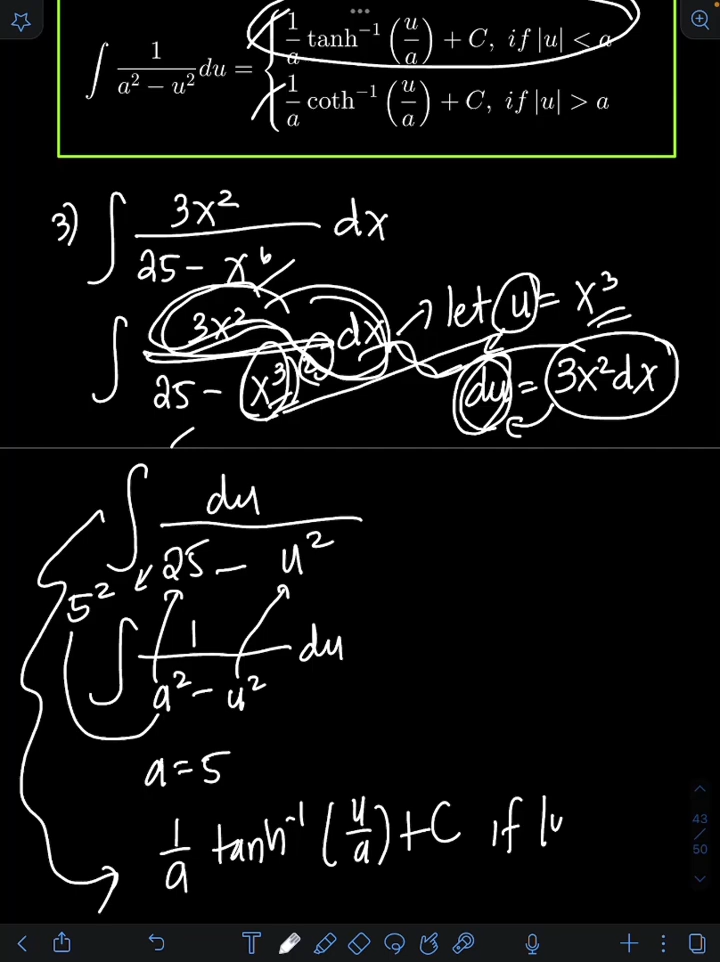 ∫ 1/(a² − u²) du = { 1/a tanh⁻¹ (u/a) + C, if |u| < a
1/a coth⁻¹ (u/a) + C, if |u| > a
3) ∫ 3x²/(25 - x⁶) dx
∫ 3x²/(25 - (x³)²) dx → let u = x³
du = 3x²dx
∫ du/(25 - u²)
5²
∫ 1/(a² - u²) du
a = 5
1/a tanh⁻¹ (u/a) + C if |u
43
/
50
T